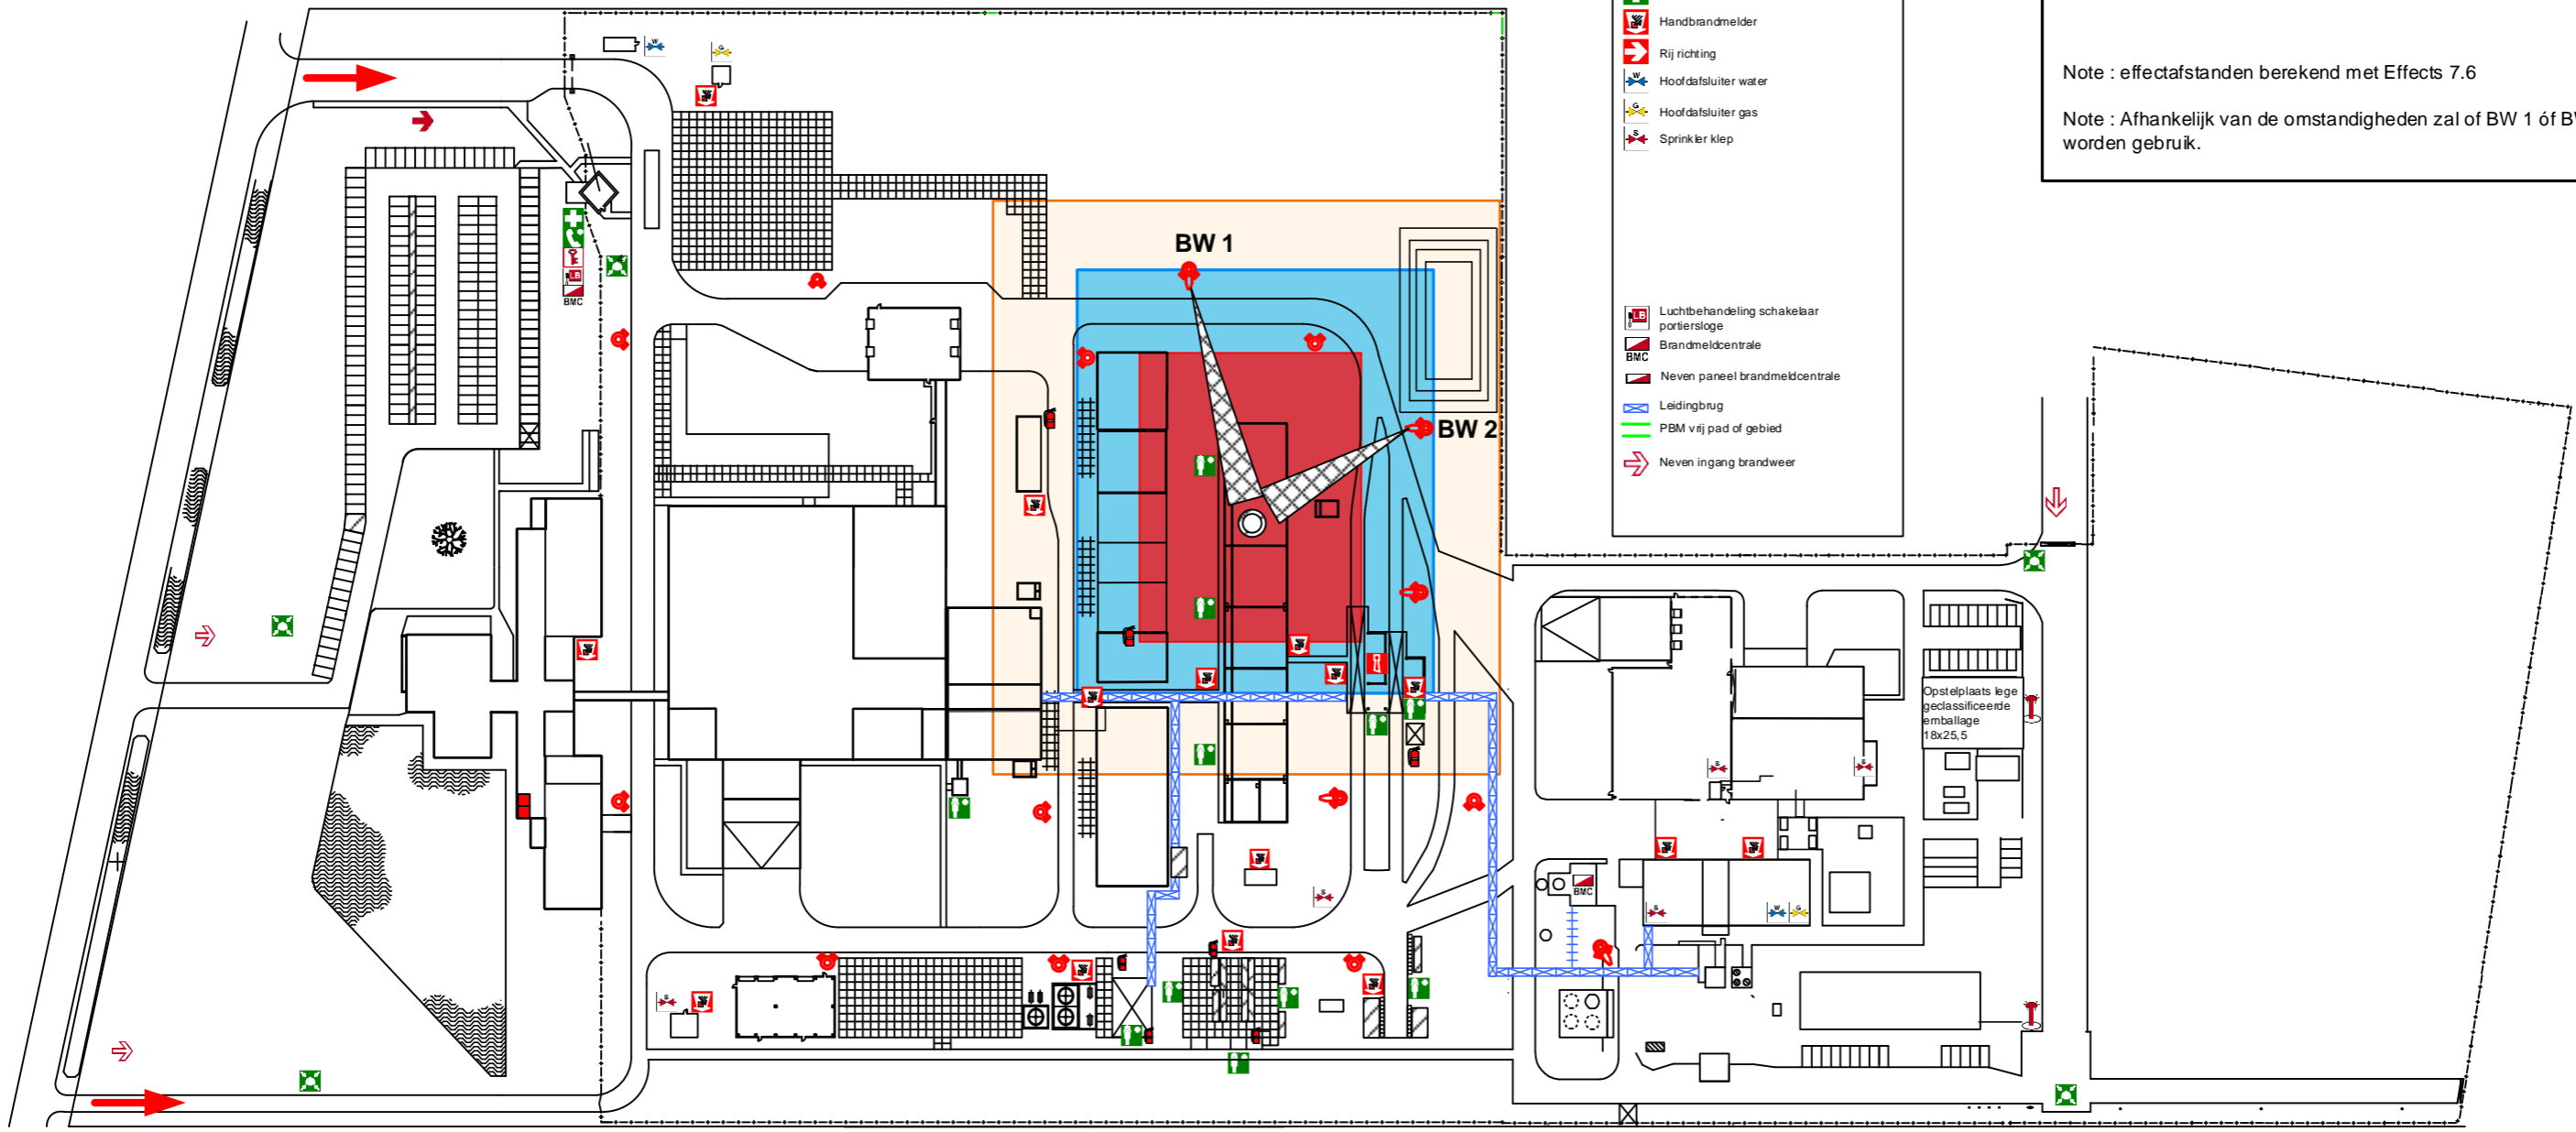 Handbrandmelder
Rij richting
W Hoofdafsluiter water
G Hoofdafsluiter gas
S Sprinkler klep
Note : effectafstanden berekend met Effects 7.6
Note : Afhankelijk van de omstandigheden zal of BW 1 óf BW
worden gebruik.
W
G
BW 1
BW 2
LB
BMC
LB Luchtbehandeling schakelaar
portiersloge
Brandmeldcentrale
BMC
Neven paneel brandmeldcentrale
Leidingbrug
PBM vrij pad of gebied
Neven ingang brandweer
Opstelplaats lege
geclassificeerde
emballage
18x25,5
S
S
BMC
S
S
W
G
S